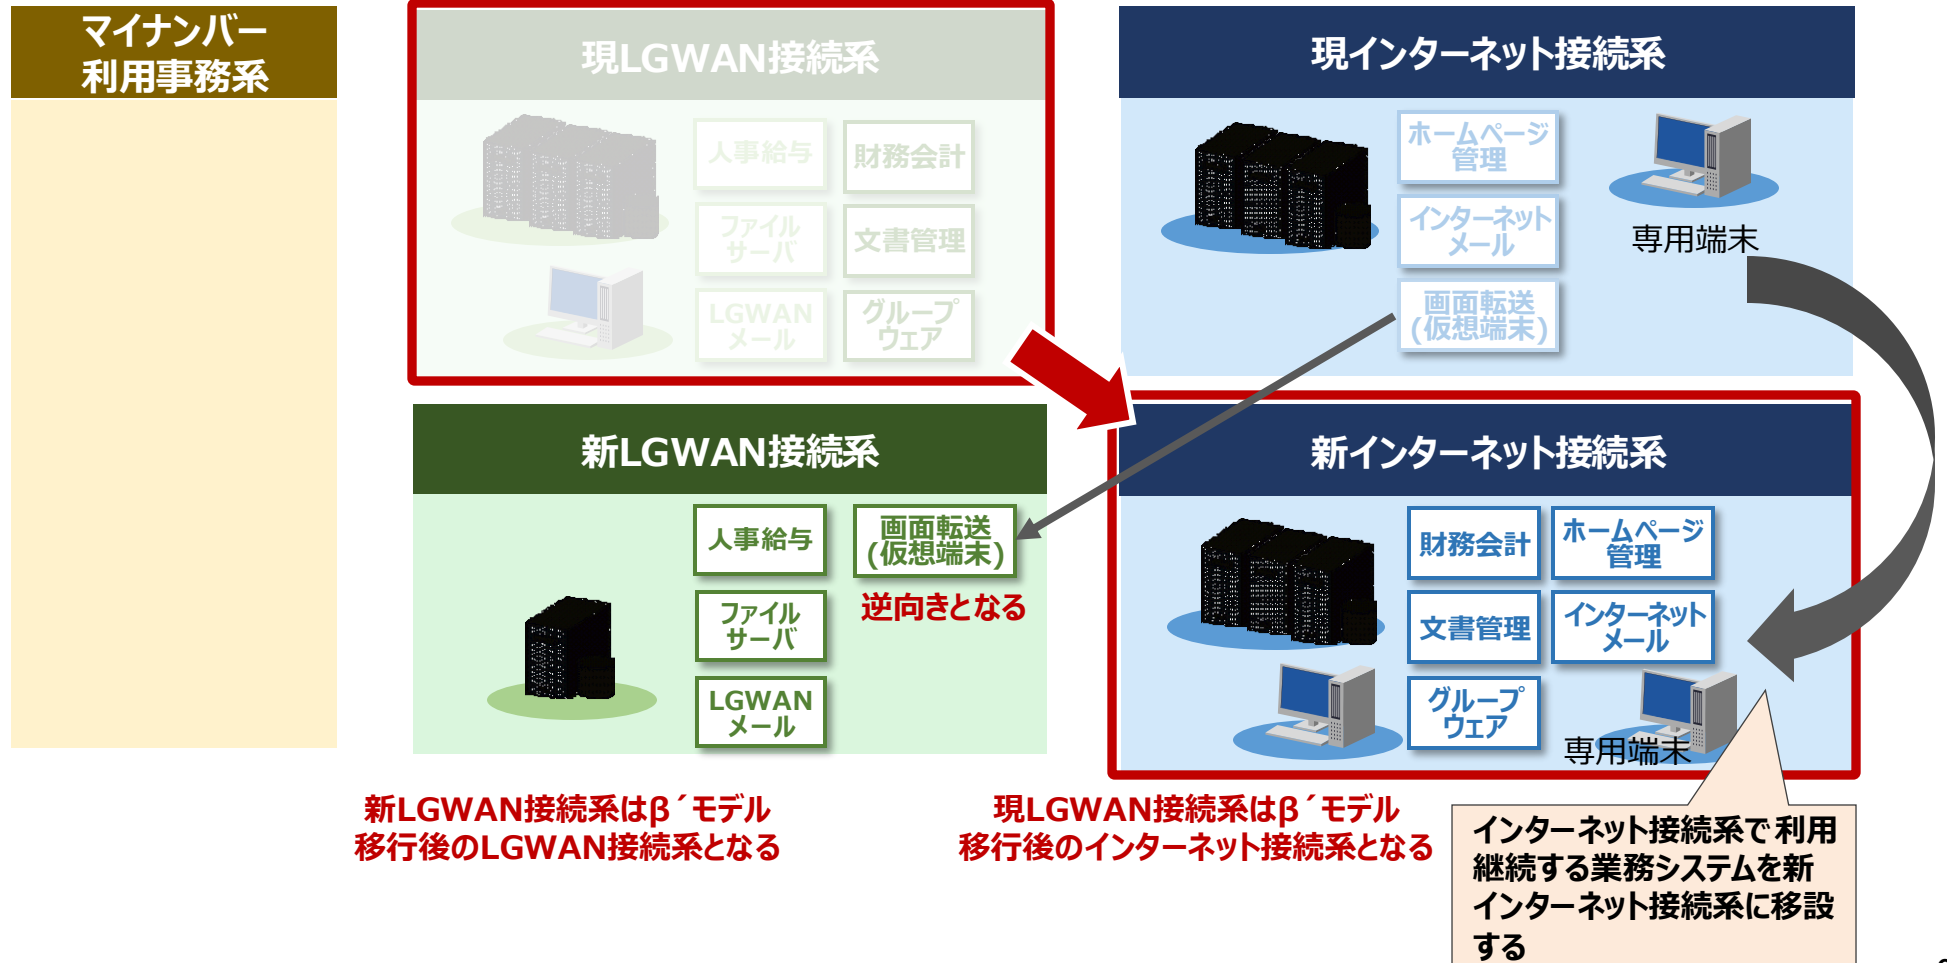 マイナンバー
利用事務系
現LGWAN接続系
人事給与
財務会計
ファイル
サーバ
文書管理
LGWAN
メール
グループ
ウェア
現インターネット接続系
ホームページ
管理
インターネット
メール
画面転送
(仮想端末)
専用端末
新LGWAN接続系
人事給与
画面転送
(仮想端末)
逆向きとなる
ファイル
サーバ
LGWAN
メール
新インターネット接続系
財務会計
ホームページ
管理
文書管理
インターネット
メール
グループ
ウェア
専用端末
新LGWAN接続系はβ´モデル
移行後のLGWAN接続系となる
現LGWAN接続系はβ´モデル
移行後のインターネット接続系となる
インターネット接続系で利用
継続する業務システムを新
インターネット接続系に移設
する